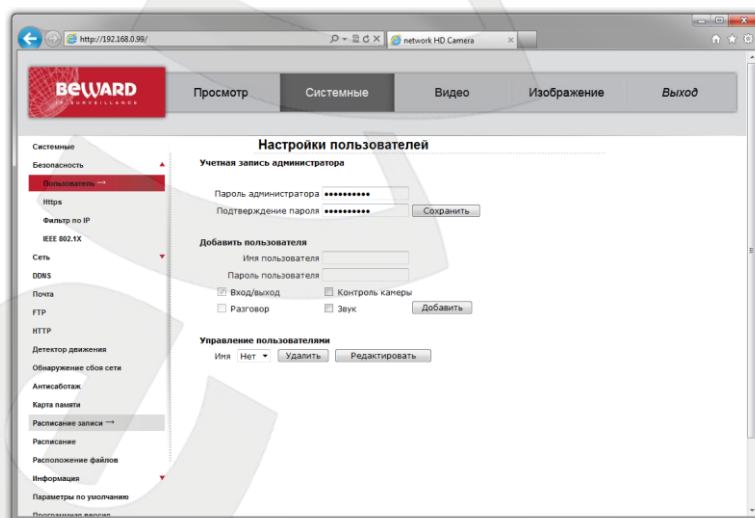 http://192.168.0.99/
network HD Camera
BEWARD
IP SURVEILLANCE
Просмотр
Системные
Видео
Изображение
Выход
Системные
Безопасность
Пользователь →
Https
Фильтр по IP
IEEE 802.1X
Сеть
DDNS
Почта
FTP
HTTP
Детектор движения
Обнаружение сбоя сети
Антисаботаж
Карта памяти
Расписание записи →
Расписание
Расположение файлов
Информация
Параметры по умолчанию
Программная версия
Настройки пользователей
Учетная запись администратора
Пароль администратора ••••••••••
Подтверждение пароля •••••••••• Сохранить
Добавить пользователя
Имя пользователя
Пароль пользователя
Вход/выход Контроль камеры
Разговор Звук Добавить
Управление пользователями
Имя Нет Удалить Редактировать